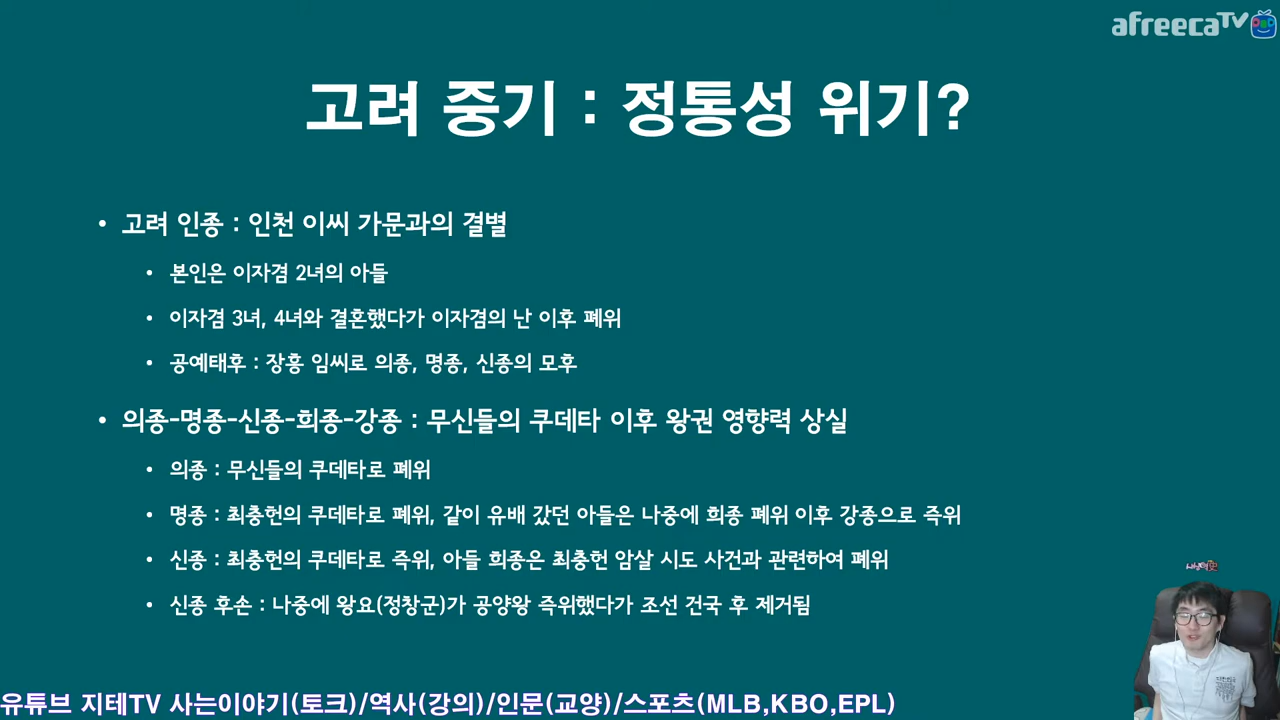 afreecaTV
고려 중기 : 정통성 위기?
• 고려 인종 : 인천 이씨 가문과의 결별
• 본인은 이자겸 2녀의 아들
• 이자겸 3녀, 4녀와 결혼했다가 이자겸의 난 이후 폐위
• 공예태후 : 장흥 임씨로 의종, 명종, 신종의 모후
• 의종-명종-신종-희종-강종 : 무신들의 쿠데타 이후 왕권 영향력 상실
• 의종 : 무신들의 쿠데타로 폐위
• 명종 : 최충헌의 쿠데타로 폐위, 같이 유배 갔던 아들은 나중에 희종 폐위 이후 강종으로 즉위
• 신종 : 최충헌의 쿠데타로 즉위, 아들 희종은 최충헌 암살 시도 사건과 관련하여 폐위
• 신종 후손 : 나중에 왕요(정창군)가 공양왕 즉위했다가 조선 건국 후 제거됨
유튜브 지테TV 사는이야기(토크)/역사(강의)/인문(교양)/스포츠(MLB,KBO,EPL)